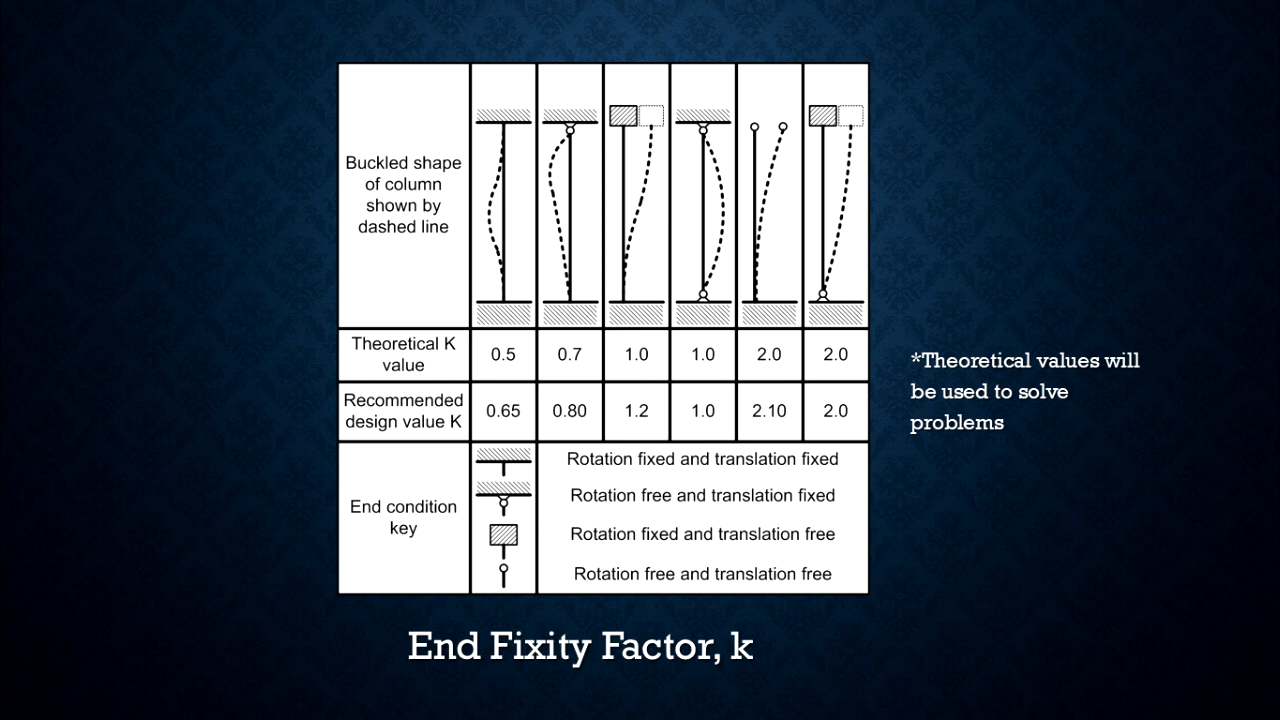 Buckled shape
of column
shown by
dashed line
Theoretical K
value
0.5 0.7 1.0 1.0 2.0 2.0
Recommended
design value K
0.65 0.80 1.2 1.0 2.10 2.0
End condition
key
Rotation fixed and translation fixed
Rotation free and translation fixed
Rotation fixed and translation free
Rotation free and translation free
*Theoretical values will
be used to solve
problems
End Fixity Factor, k